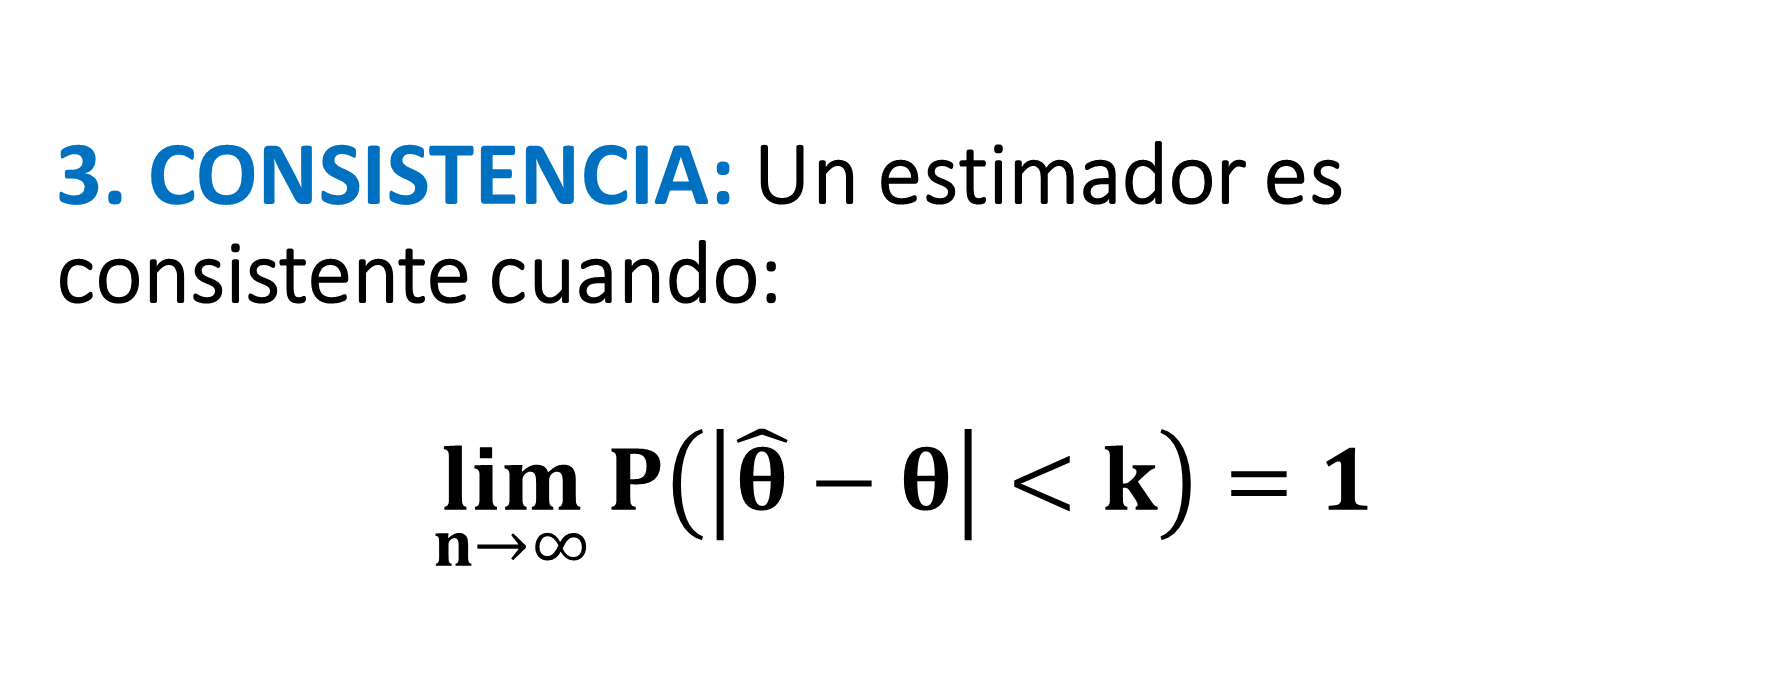 3. CONSISTENCIA: Un estimador es
consistente cuando:
lim P(|θ̂ − θ| < k) = 1
n→∞